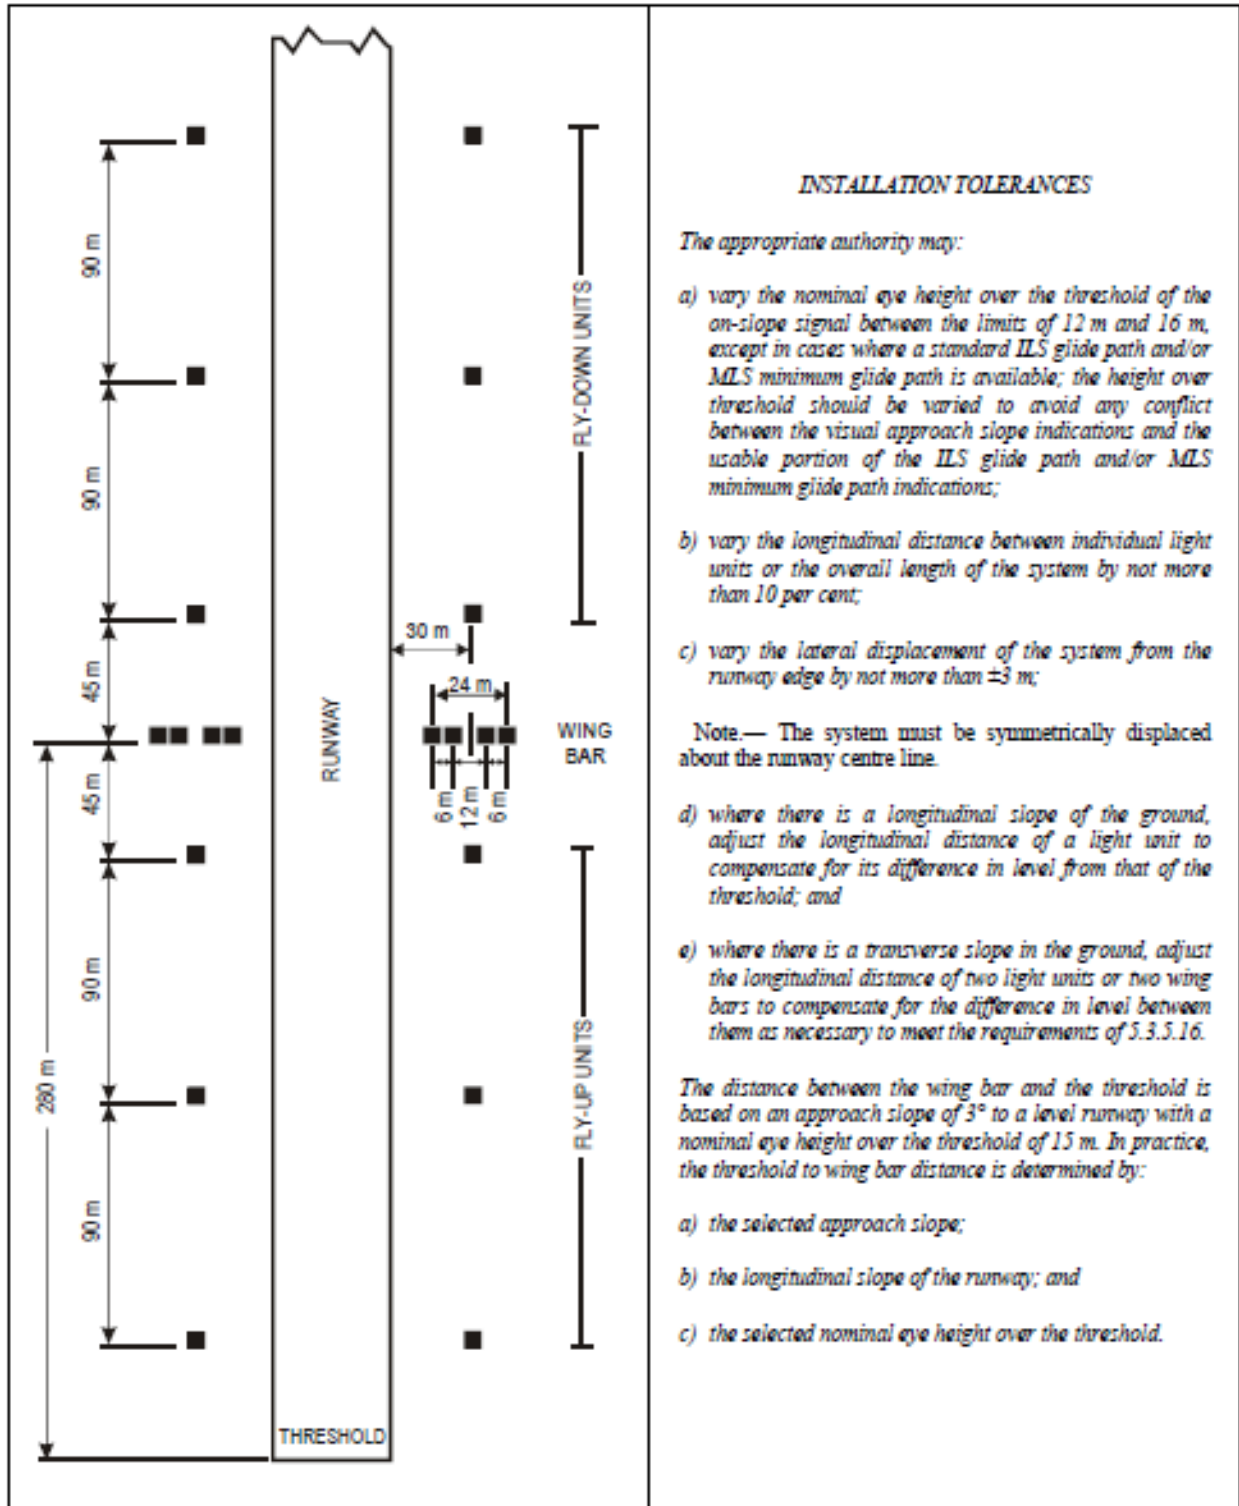 90 m
90 m
45 m
45 m
90 m
90 m
280 m
RUNWAY
THRESHOLD
30 m
24 m
6 m
12 m
6 m
FLY-DOWN UNITS
WING
BAR
FLY-UP UNITS
INSTALLATION TOLERANCES
The appropriate authority may:
a) vary the nominal eye height over the threshold of the
on-slope signal between the limits of 12 m and 16 m,
except in cases where a standard ILS glide path and/or
MLS minimum glide path is available; the height over
threshold should be varied to avoid any conflict
between the visual approach slope indications and the
usable portion of the ILS glide path and/or MLS
minimum glide path indications;
b) vary the longitudinal distance between individual light
units or the overall length of the system by not more
than 10 per cent;
c) vary the lateral displacement of the system from the
runway edge by not more than ±3 m;
Note.— The system must be symmetrically displaced
about the runway centre line.
d) where there is a longitudinal slope of the ground,
adjust the longitudinal distance of a light unit to
compensate for its difference in level from that of the
threshold; and
e) where there is a transverse slope in the ground, adjust
the longitudinal distance of two light units or two wing
bars to compensate for the difference in level between
them as necessary to meet the requirements of 5.3.5.16.
The distance between the wing bar and the threshold is
based on an approach slope of 3° to a level runway with a
nominal eye height over the threshold of 15 m. In practice,
the threshold to wing bar distance is determined by:
a) the selected approach slope;
b) the longitudinal slope of the runway; and
c) the selected nominal eye height over the threshold.